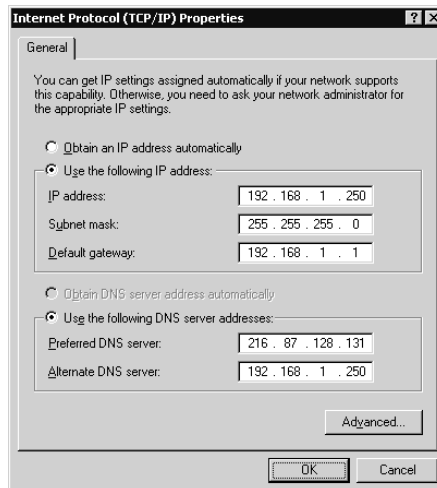 Internet Protocol (TCP/IP) Properties
General
You can get IP settings assigned automatically if your network supports
this capability. Otherwise, you need to ask your network administrator for
the appropriate IP settings.
Obtain an IP address automatically
Use the following IP address:
IP address: 192 . 168 . 1 . 250
Subnet mask: 255 . 255 . 255 . 0
Default gateway: 192 . 168 . 1 . 1
Obtain DNS server address automatically
Use the following DNS server addresses:
Preferred DNS server: 216 . 87 . 128 . 131
Alternate DNS server: 192 . 168 . 1 . 250
Advanced...
OK Cancel